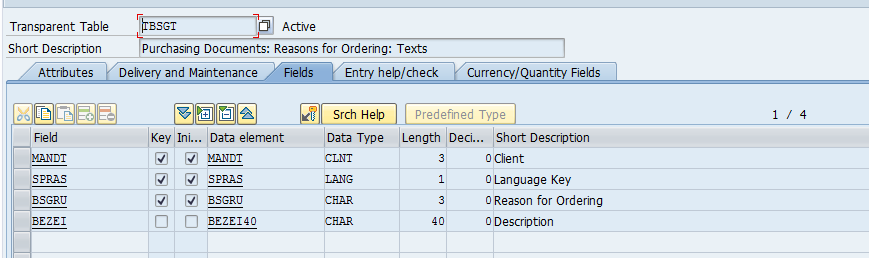 Transparent Table TBSGT Active
Short Description Purchasing Documents: Reasons for Ordering: Texts
Attributes Delivery and Maintenance Fields Entry help/check Currency/Quantity Fields
Srch Help Predefined Type 1 / 4
Field Key Ini... Data element Data Type Length Deci... Short Description
MANDT MANDT CLNT 3 0 Client
SPRAS SPRAS LANG 1 0 Language Key
BSGRU BSGRU CHAR 3 0 Reason for Ordering
BEZEI BEZEI40 CHAR 40 0 Description